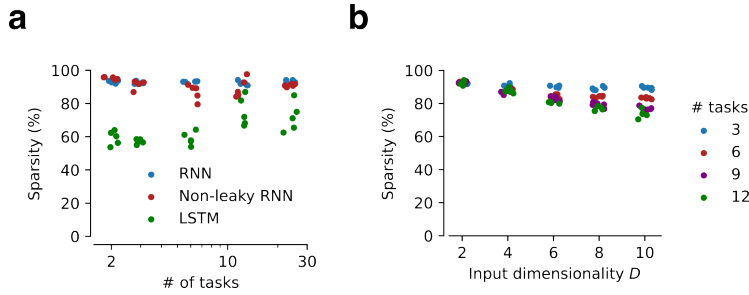 a
100
80
60
40
20
0
Sparsity (%)
RNN
Non-leaky RNN
LSTM
2
10
30
# of tasks
b
100
80
60
40
20
0
Sparsity (%)
2
4
6
8
10
Input dimensionality D
# tasks
3
6
9
12